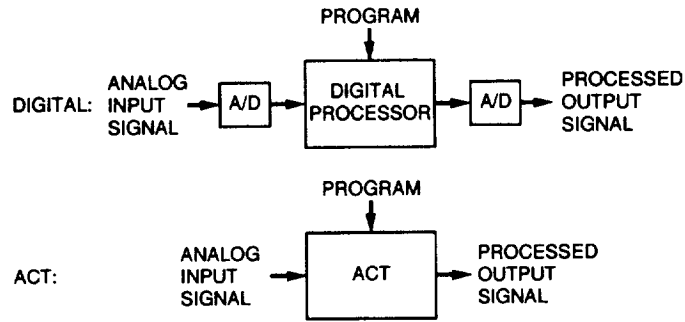 PROGRAM
DIGITAL:
ANALOG
INPUT
SIGNAL
A/D
DIGITAL
PROCESSOR
A/D
PROCESSED
OUTPUT
SIGNAL
PROGRAM
ACT:
ANALOG
INPUT
SIGNAL
ACT
PROCESSED
OUTPUT
SIGNAL